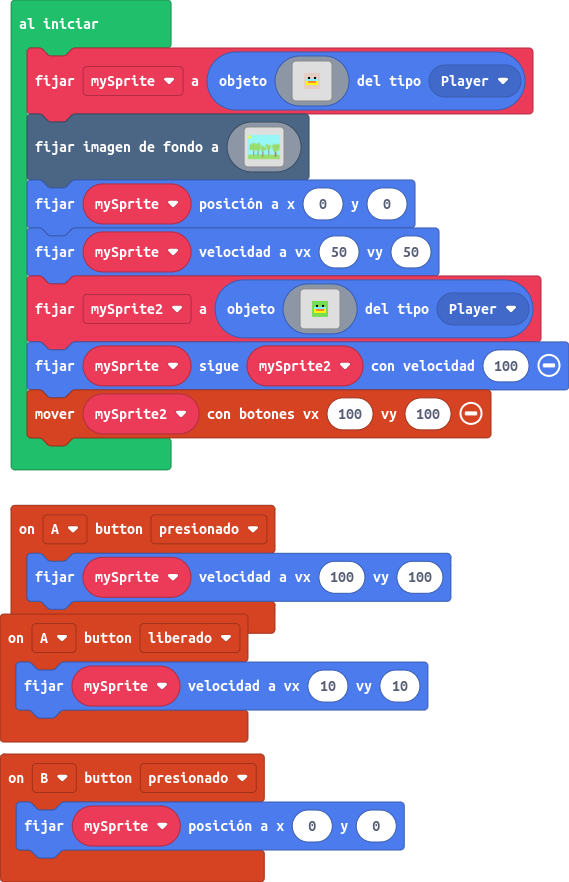 al iniciar
fijar mySprite a objeto del tipo Player
fijar imagen de fondo a
fijar mySprite posición a x 0 y 0
fijar mySprite velocidad a vx 50 vy 50
fijar mySprite2 a objeto del tipo Player
fijar mySprite sigue mySprite2 con velocidad 100
mover mySprite2 con botones vx 100 vy 100
on A button presionado
fijar mySprite velocidad a vx 100 vy 100
on A button liberado
fijar mySprite velocidad a vx 10 vy 10
on B button presionado
fijar mySprite posición a x 0 y 0